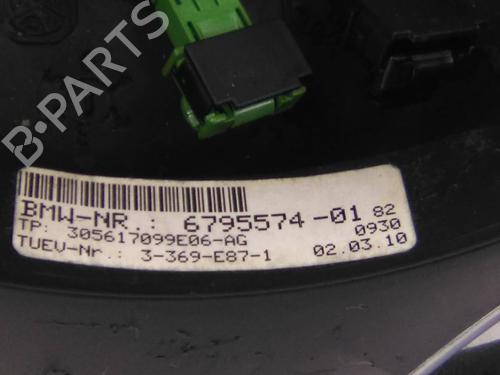 B-PARTS
BMW-NR.: 6795574-01 82
TP: 305617099E06-AG 0930
TUEV-Nr.: 3-369-E87-1 02.03.10